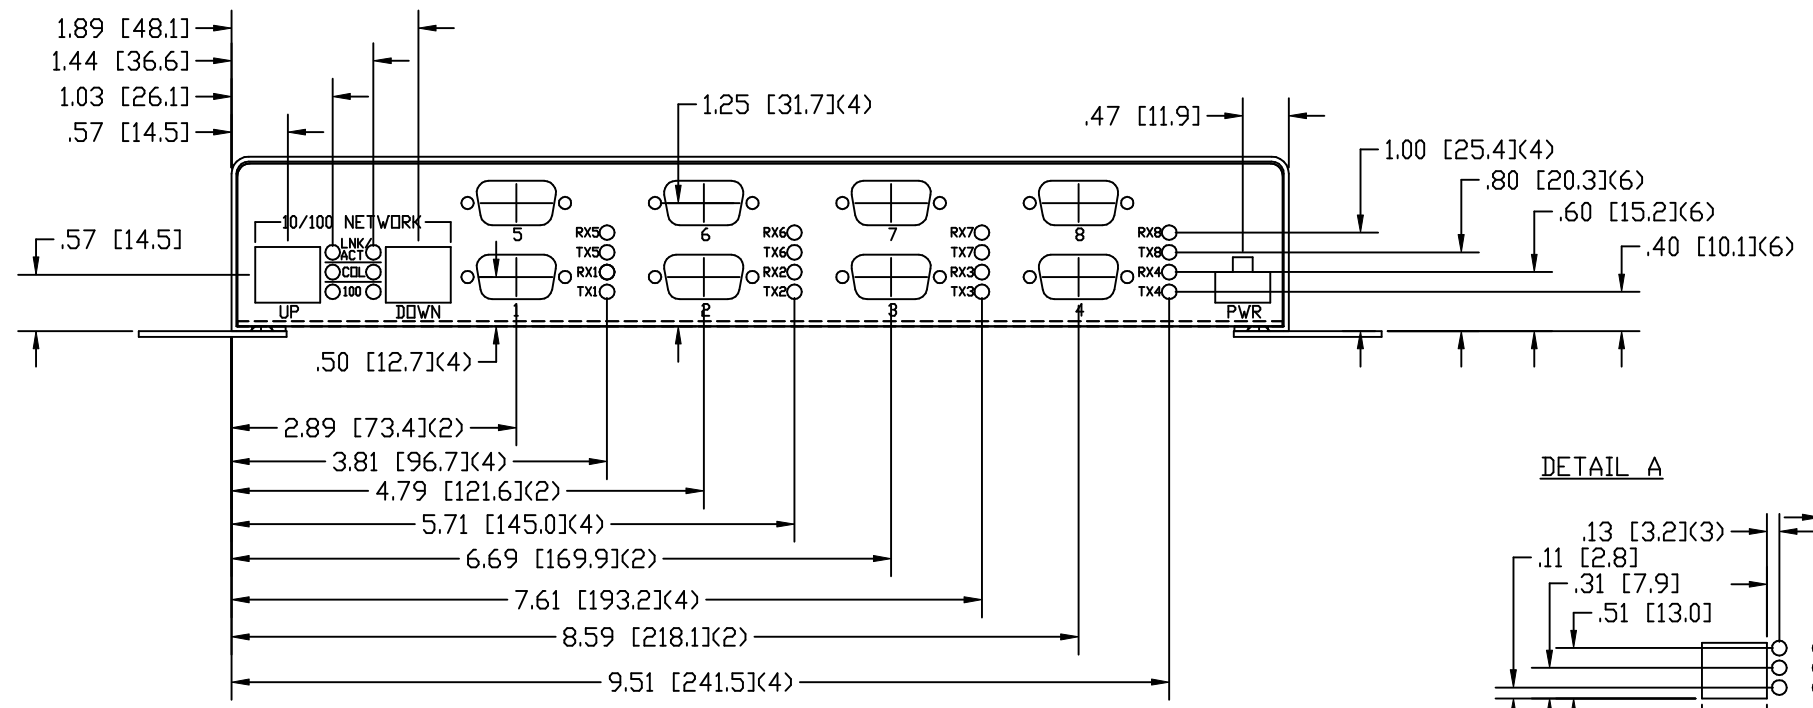 1.89 [48.1]
1.44 [36.6]
1.03 [26.1]
.57 [14.5]
1.25 [31.7](4)
.47 [11.9]
1.00 [25.4](4)
.80 [20.3](6)
.60 [15.2](6)
.40 [10.1](6)
.57 [14.5]
10/100 NETWORK
LNK/
ACT
COL
100
UP
DOWN
5
RX5
TX5
RX1
TX1
1
6
RX6
TX6
RX2
TX2
2
7
RX7
TX7
RX3
TX3
3
8
RX8
TX8
RX4
TX4
4
PWR
.50 [12.7](4)
2.89 [73.4](2)
3.81 [96.7](4)
4.79 [121.6](2)
5.71 [145.0](4)
6.69 [169.9](2)
7.61 [193.2](4)
8.59 [218.1](2)
9.51 [241.5](4)
DETAIL A
.13 [3.2](3)
.11 [2.8]
.31 [7.9]
.51 [13.0]